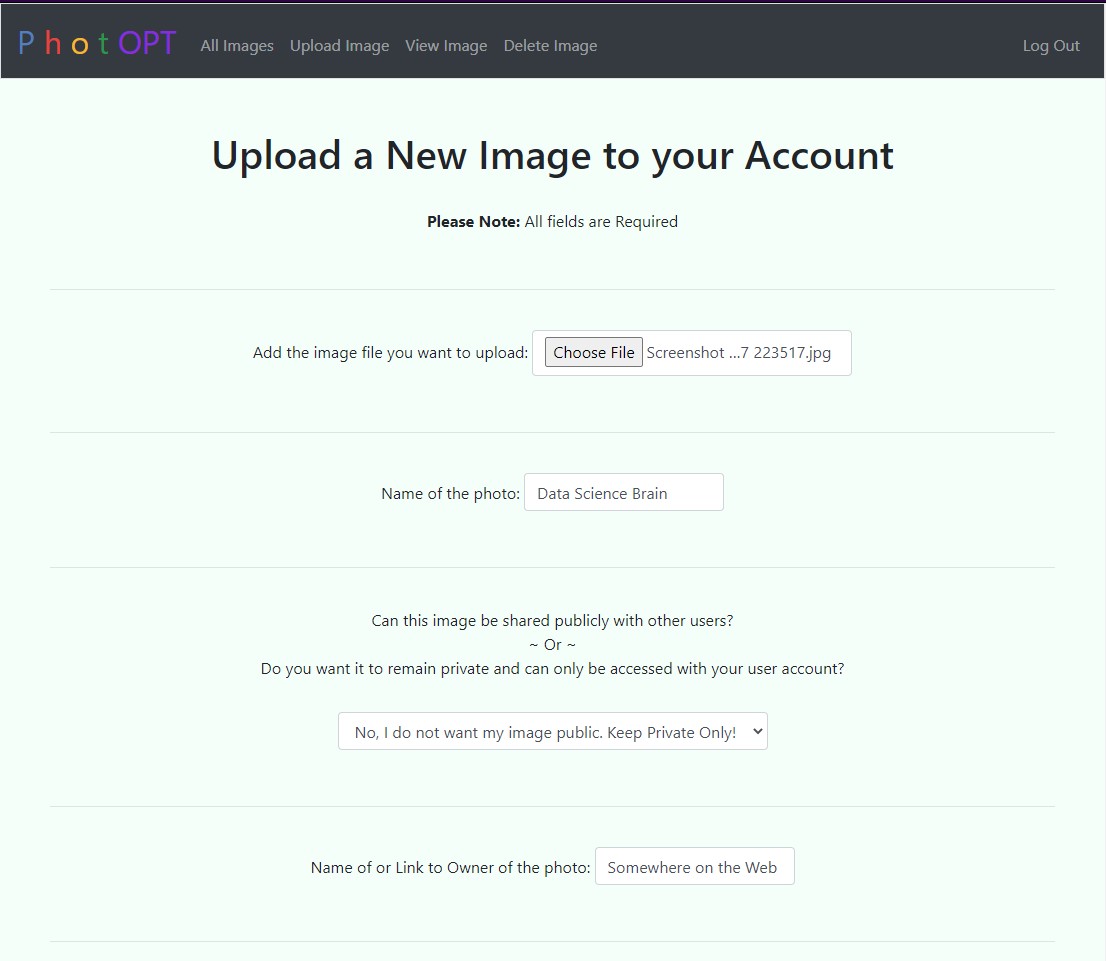 P h o t OPT All Images Upload Image View Image Delete Image Log Out
Upload a New Image to your Account
Please Note: All fields are Required
Add the image file you want to upload: Choose File Screenshot ...7 223517.jpg
Name of the photo: Data Science Brain
Can this image be shared publicly with other users?
~ Or ~
Do you want it to remain private and can only be accessed with your user account?
No, I do not want my image public. Keep Private Only!
Name of or Link to Owner of the photo: Somewhere on the Web